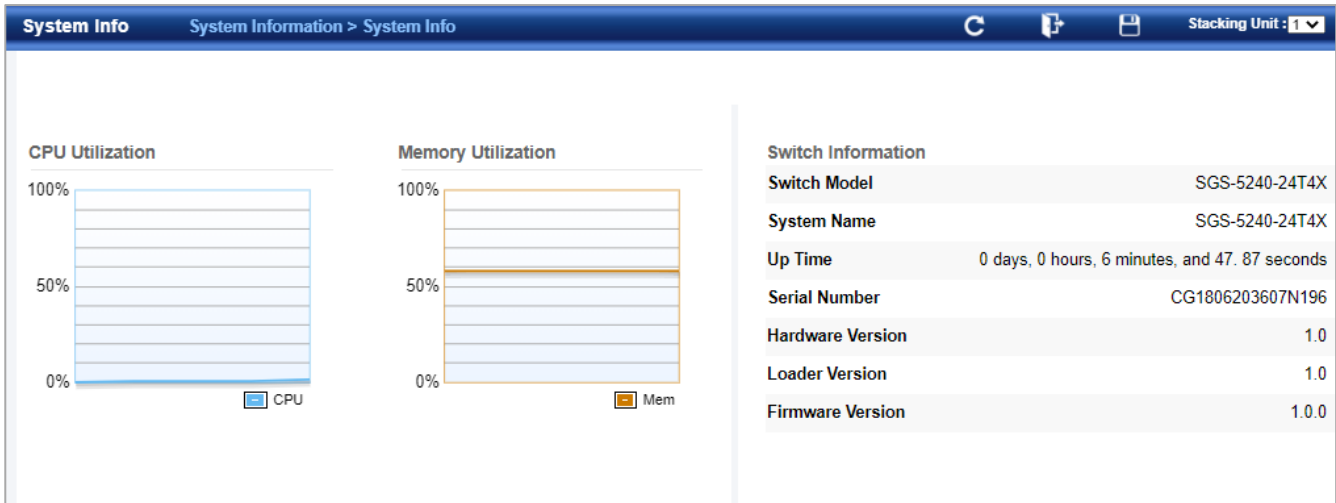 System Info System Information > System Info Stacking Unit : 1
CPU Utilization
100%
50%
0%
CPU
Memory Utilization
100%
50%
0%
Mem
Switch Information
Switch Model SGS-5240-24T4X
System Name SGS-5240-24T4X
Up Time 0 days, 0 hours, 6 minutes, and 47. 87 seconds
Serial Number CG1806203607N196
Hardware Version 1.0
Loader Version 1.0
Firmware Version 1.0.0